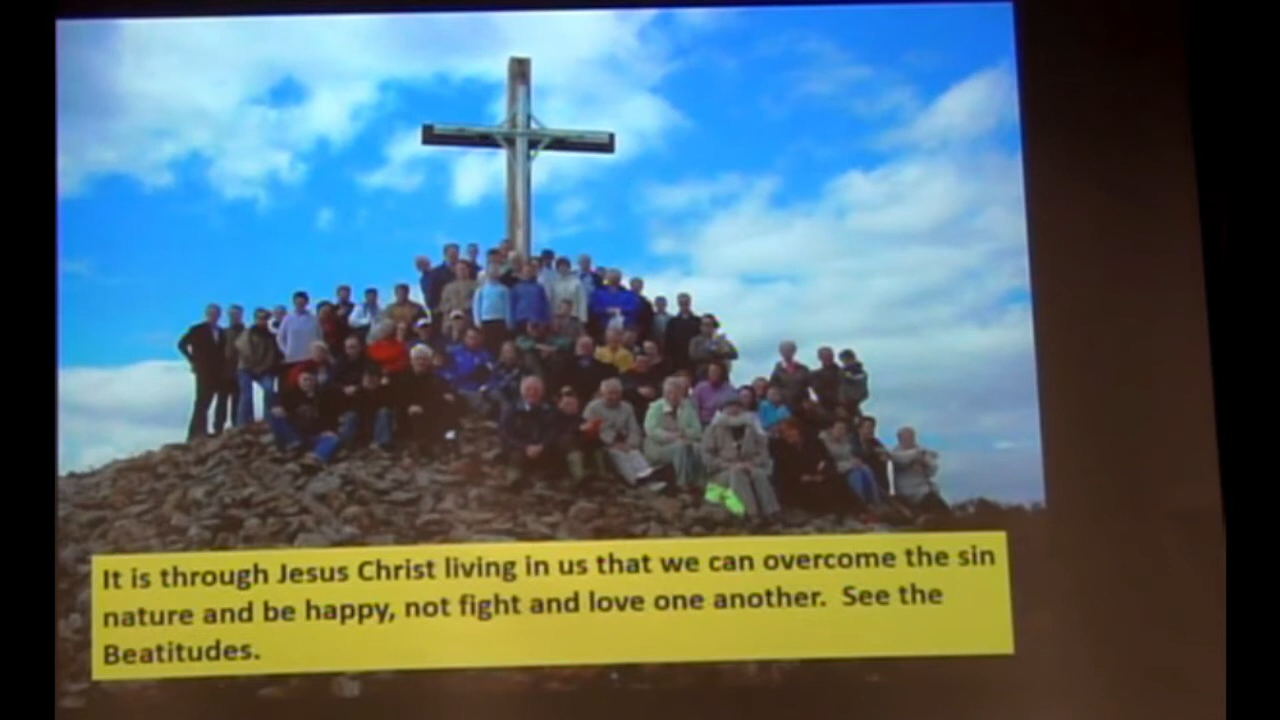 It is through Jesus Christ living in us that we can overcome the sin
nature and be happy, not fight and love one another.  See the
Beatitudes.